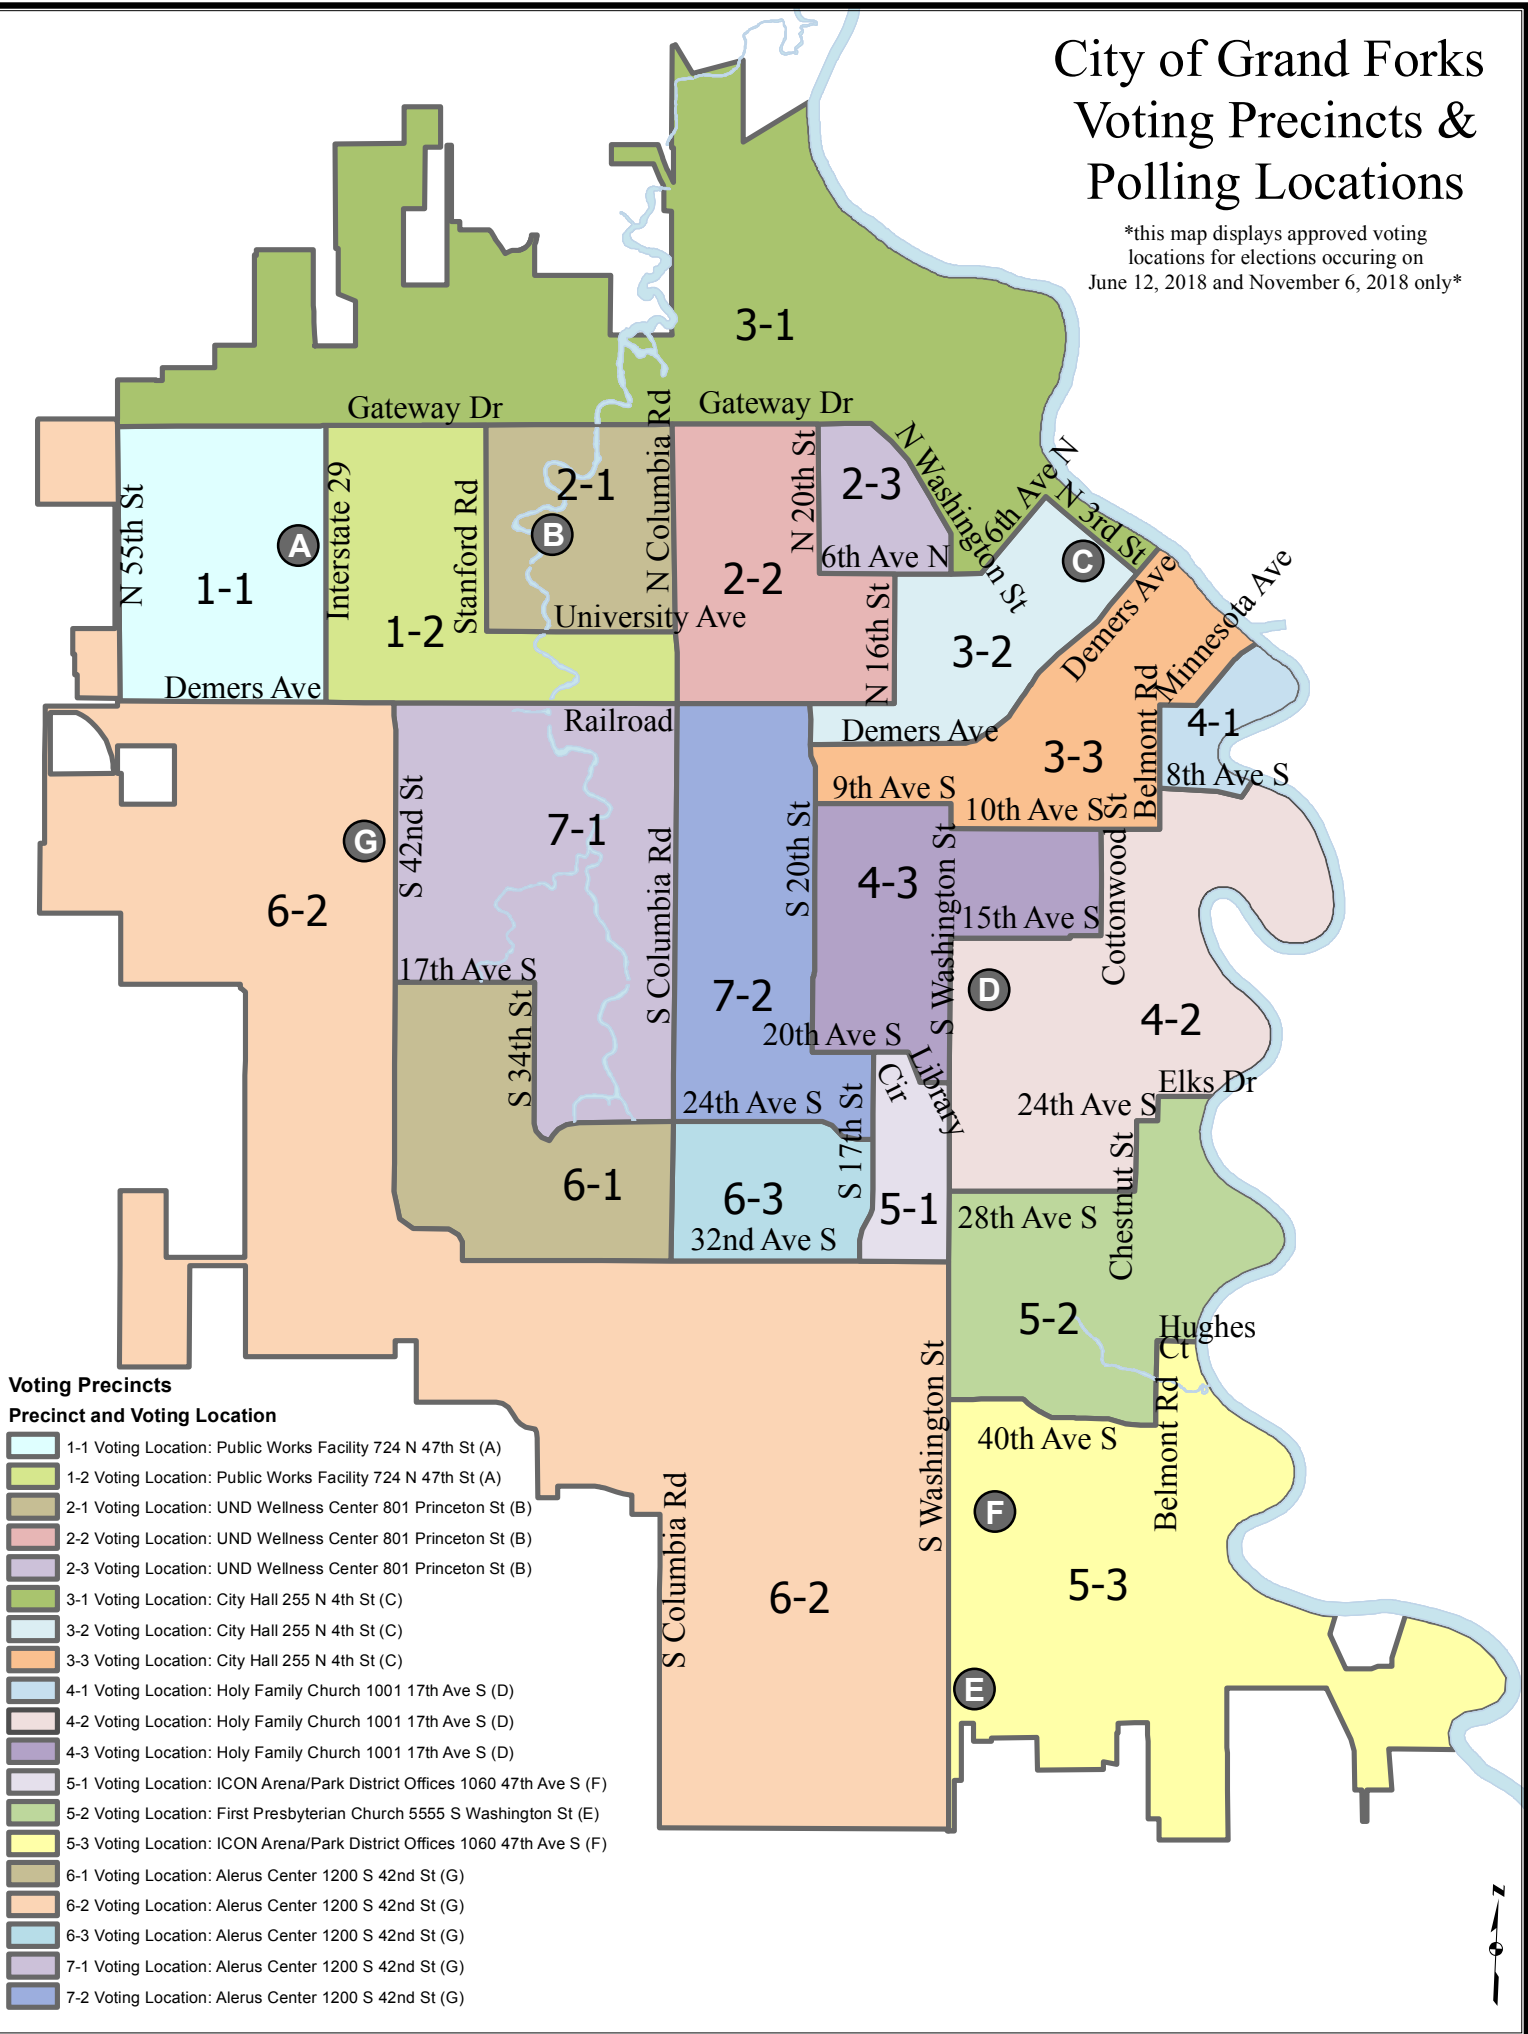 City of Grand Forks
Voting Precincts &
Polling Locations
*this map displays approved voting
locations for elections occuring on
June 12, 2018 and November 6, 2018 only*
3-1
Gateway Dr
Gateway Dr
N Columbia Rd
N 20th St
N Washington St
6th Ave N
N 3rd St
2-1
2-3
N 55th St
Interstate 29
Stanford Rd
A
B
C
6th Ave N
1-1
1-2
2-2
University Ave
N 16th St
3-2
Demers Ave
Minnesota Ave
Demers Ave
Railroad
Demers Ave
Belmont Rd
4-1
3-3
8th Ave S
9th Ave S
10th Ave S
S 42nd St
G
7-1
S Columbia Rd
S 20th St
4-3
S Washington St
Cottonwood St
6-2
15th Ave S
17th Ave S
7-2
D
4-2
S 34th St
20th Ave S
Library
Cir
Elks Dr
24th Ave S
24th Ave S
S 17th St
Chestnut St
6-1
6-3
5-1
28th Ave S
32nd Ave S
5-2
Hughes
Ct
S Washington St
Belmont Rd
40th Ave S
S Columbia Rd
F
6-2
5-3
E
Voting Precincts
Precinct and Voting Location
1-1 Voting Location: Public Works Facility 724 N 47th St (A)
1-2 Voting Location: Public Works Facility 724 N 47th St (A)
2-1 Voting Location: UND Wellness Center 801 Princeton St (B)
2-2 Voting Location: UND Wellness Center 801 Princeton St (B)
2-3 Voting Location: UND Wellness Center 801 Princeton St (B)
3-1 Voting Location: City Hall 255 N 4th St (C)
3-2 Voting Location: City Hall 255 N 4th St (C)
3-3 Voting Location: City Hall 255 N 4th St (C)
4-1 Voting Location: Holy Family Church 1001 17th Ave S (D)
4-2 Voting Location: Holy Family Church 1001 17th Ave S (D)
4-3 Voting Location: Holy Family Church 1001 17th Ave S (D)
5-1 Voting Location: ICON Arena/Park District Offices 1060 47th Ave S (F)
5-2 Voting Location: First Presbyterian Church 5555 S Washington St (E)
5-3 Voting Location: ICON Arena/Park District Offices 1060 47th Ave S (F)
6-1 Voting Location: Alerus Center 1200 S 42nd St (G)
6-2 Voting Location: Alerus Center 1200 S 42nd St (G)
6-3 Voting Location: Alerus Center 1200 S 42nd St (G)
7-1 Voting Location: Alerus Center 1200 S 42nd St (G)
7-2 Voting Location: Alerus Center 1200 S 42nd St (G)
N